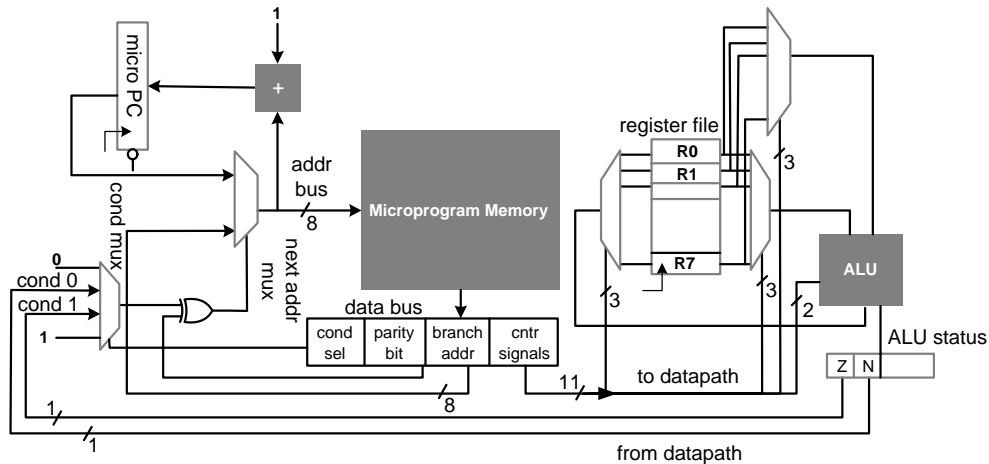 1
micro PC
+
addr
bus
8
cond mux
next addr
mux
0
cond 0
cond 1
1
Microprogram Memory
data bus
cond
sel
parity
bit
branch
addr
cntr
signals
8
11
1
1
to datapath
from datapath
register file
R0
R1
R7
3
3
3
2
ALU
ALU status
Z
N